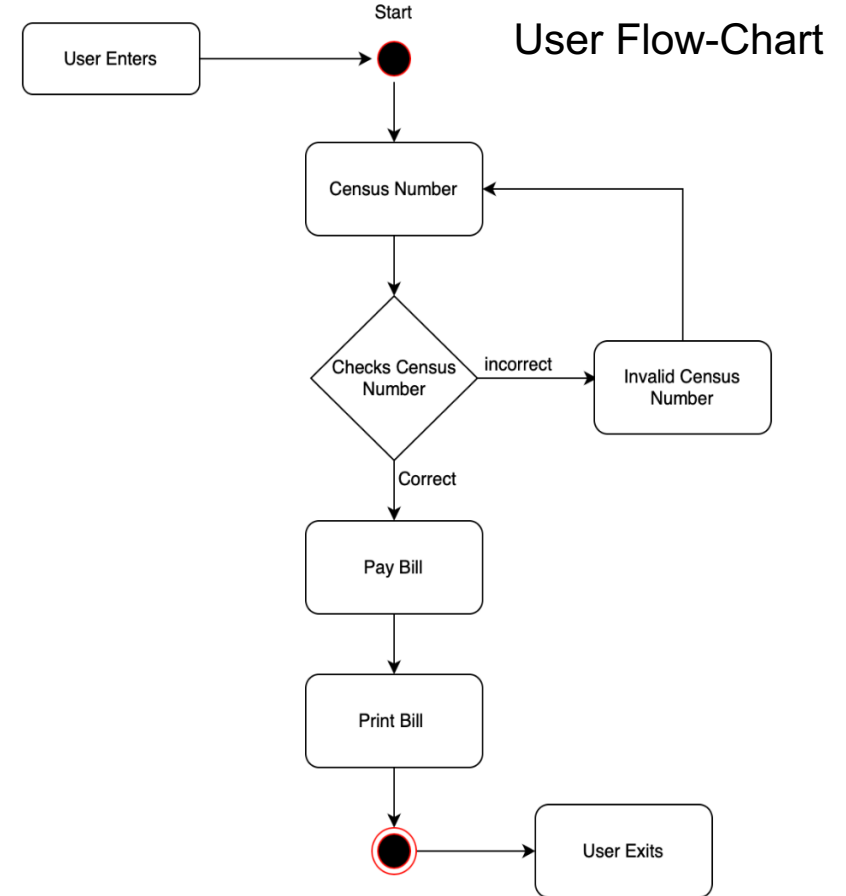 Start
User Flow-Chart
User Enters
Census Number
Checks Census
Number
incorrect
Invalid Census
Number
Correct
Pay Bill
Print Bill
User Exits